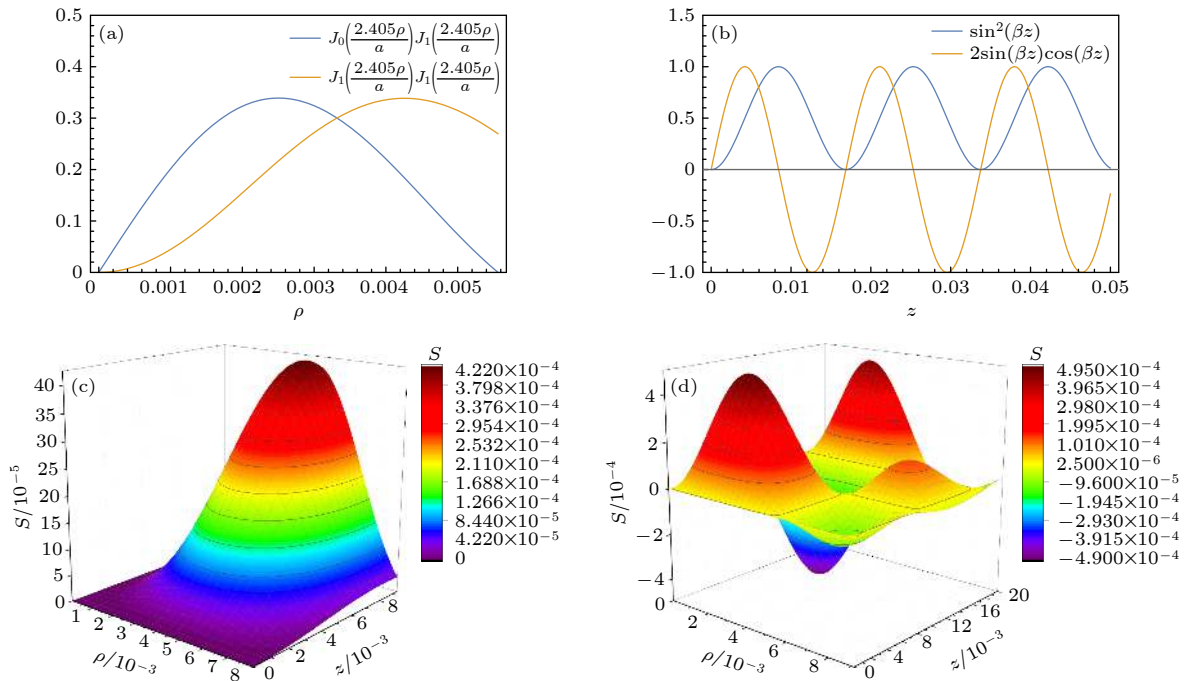 (a)
J₀(2.405ρ/a)J₁(2.405ρ/a)
J₁(2.405ρ/a)J₁(2.405ρ/a)
0.5
0.4
0.3
0.2
0.1
0
0 0.001 0.002 0.003 0.004 0.005
ρ
(b)
sin²(βz)
2sin(βz)cos(βz)
1.5
1.0
0.5
0
−0.5
−1.0
0 0.01 0.02 0.03 0.04 0.05
z
(c)
S/10⁻⁵
40
35
30
25
20
15
10
5
0
1 2 3 4 5 6 7 8
ρ/10⁻³
0 2 4 6 8
z/10⁻³
S
4.220×10⁻⁴
3.798×10⁻⁴
3.376×10⁻⁴
2.954×10⁻⁴
2.532×10⁻⁴
2.110×10⁻⁴
1.688×10⁻⁴
1.266×10⁻⁴
8.440×10⁻⁵
4.220×10⁻⁵
0
(d)
S/10⁻⁴
4
2
0
−2
−4
0
2 4 6 8
ρ/10⁻³
0 4 8 12 16 20
z/10⁻³
S
4.950×10⁻⁴
3.965×10⁻⁴
2.980×10⁻⁴
1.995×10⁻⁴
1.010×10⁻⁴
2.500×10⁻⁶
−9.600×10⁻⁵
−1.945×10⁻⁴
−2.930×10⁻⁴
−3.915×10⁻⁴
−4.900×10⁻⁴